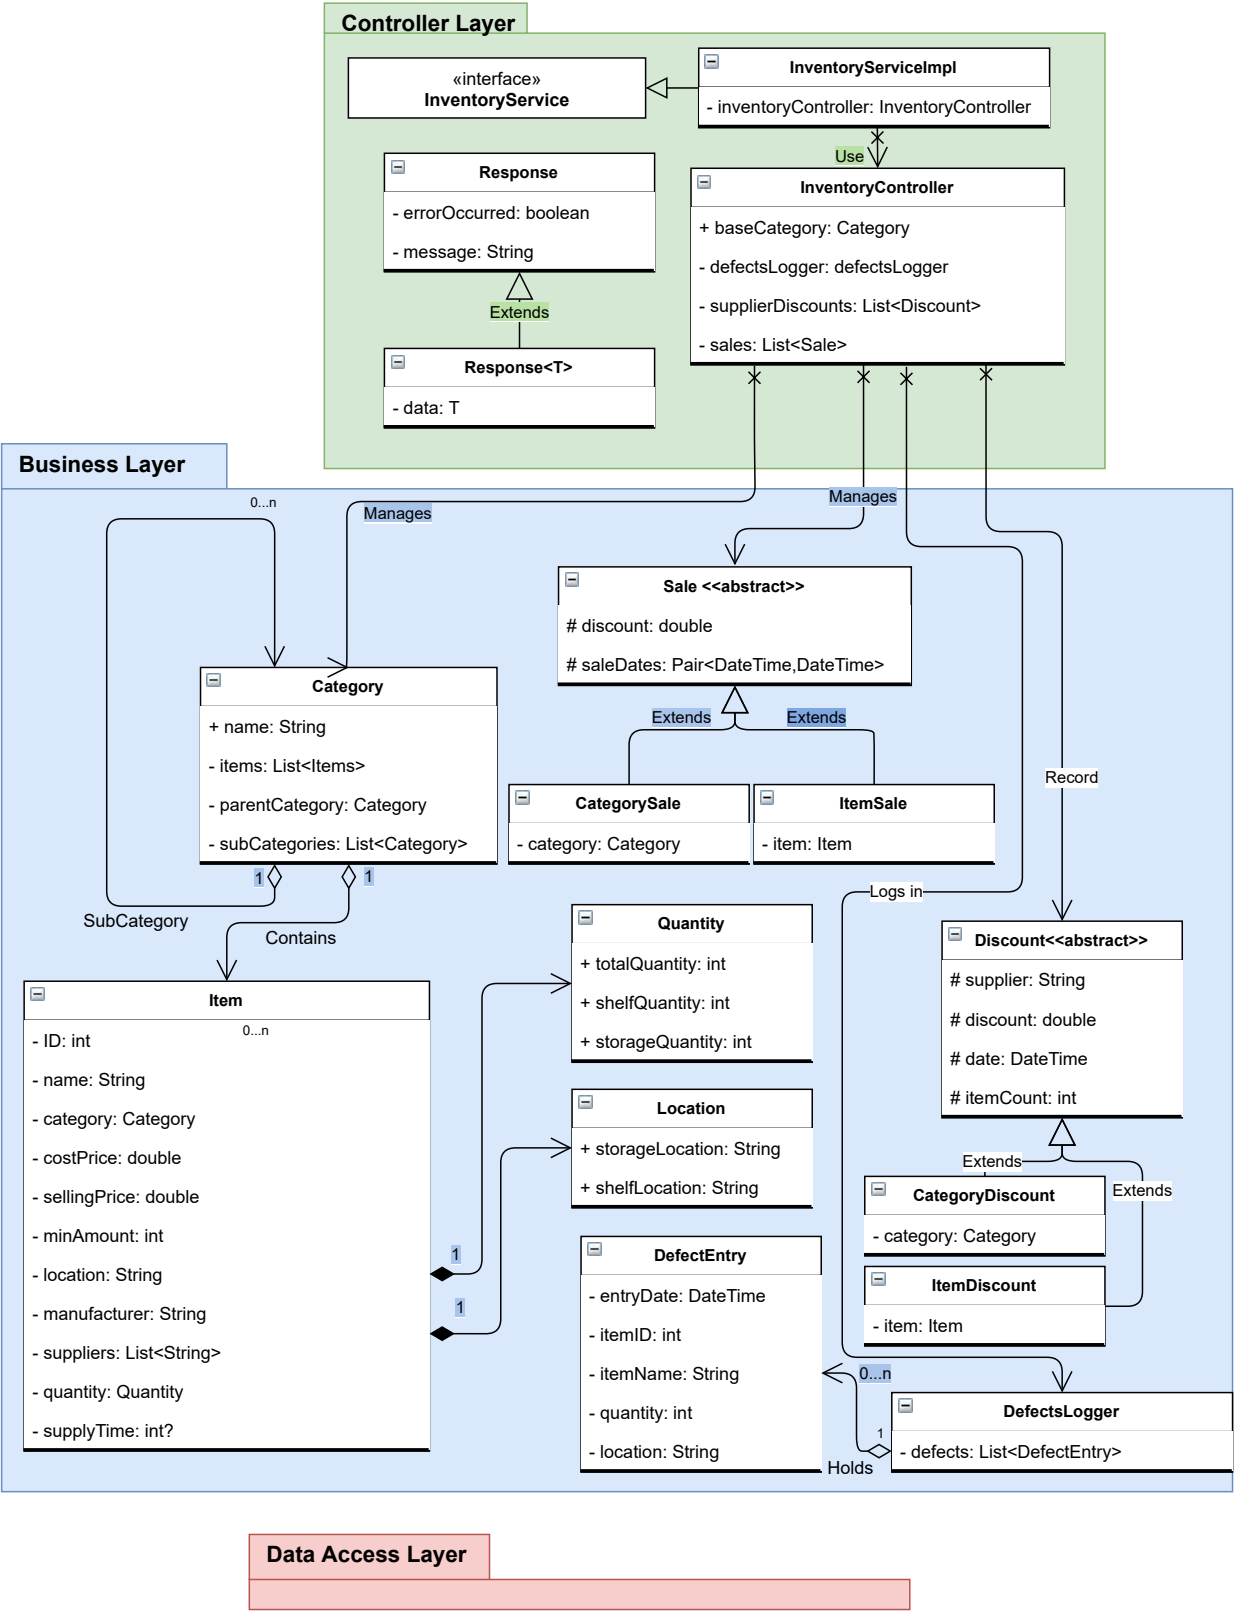 Controller Layer
«interface»
InventoryService
InventoryServiceImpl
- inventoryController: InventoryController
Use
Response
- errorOccurred: boolean
- message: String
Extends
Response<T>
- data: T
InventoryController
+ baseCategory: Category
- defectsLogger: defectsLogger
- supplierDiscounts: List<Discount>
- sales: List<Sale>
Business Layer
0...n
Manages
Manages
Sale <<abstract>>
# discount: double
# saleDates: Pair<DateTime,DateTime>
Extends
Extends
Category
+ name: String
- items: List<Items>
- parentCategory: Category
- subCategories: List<Category>
CategorySale
- category: Category
ItemSale
- item: Item
Record
1
1
SubCategory
Contains
Logs in
Quantity
+ totalQuantity: int
+ shelfQuantity: int
+ storageQuantity: int
Discount<<abstract>>
# supplier: String
# discount: double
# date: DateTime
# itemCount: int
Item
0...n
- ID: int
- name: String
- category: Category
- costPrice: double
- sellingPrice: double
- minAmount: int
- location: String
- manufacturer: String
- suppliers: List<String>
- quantity: Quantity
- supplyTime: int?
Location
+ storageLocation: String
+ shelfLocation: String
1
1
Extends
Extends
CategoryDiscount
- category: Category
ItemDiscount
- item: Item
DefectEntry
- entryDate: DateTime
- itemID: int
- itemName: String
- quantity: int
- location: String
0...n
1
Holds
DefectsLogger
- defects: List<DefectEntry>
Data Access Layer